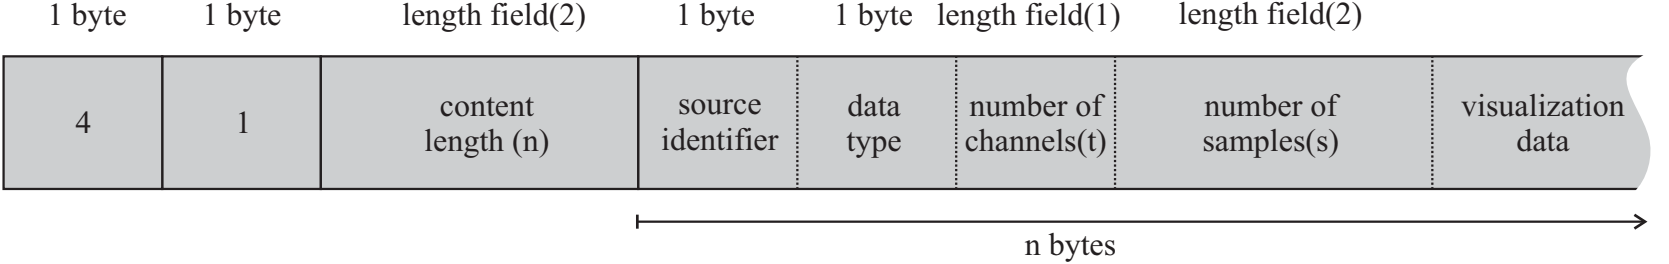 1 byte 1 byte length field(2) 1 byte 1 byte length field(1) length field(2)
4 1 content length (n) source identifier data type number of channels(t) number of samples(s) visualization data
n bytes